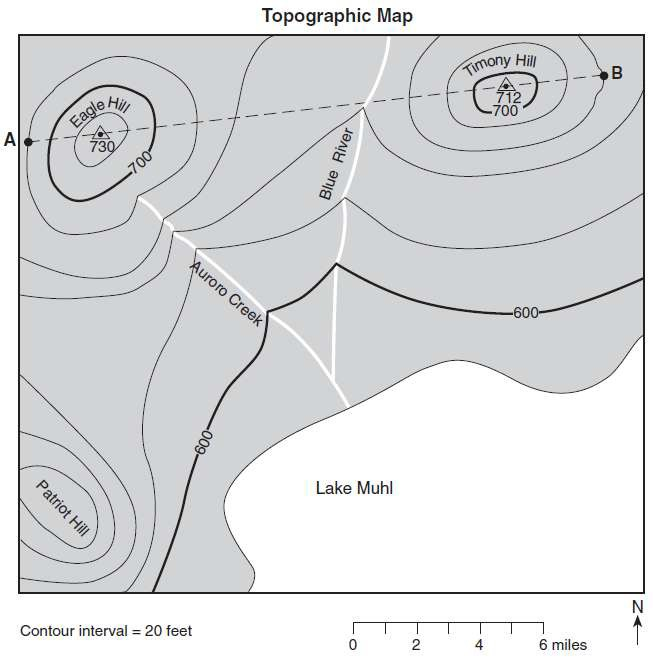 Topographic Map
Timony Hill
B
712
700
Eagle Hill
A
730
700
Blue River
Auroro Creek
600
600
Patriot Hill
Lake Muhl
N
Contour interval = 20 feet
0 2 4 6 miles